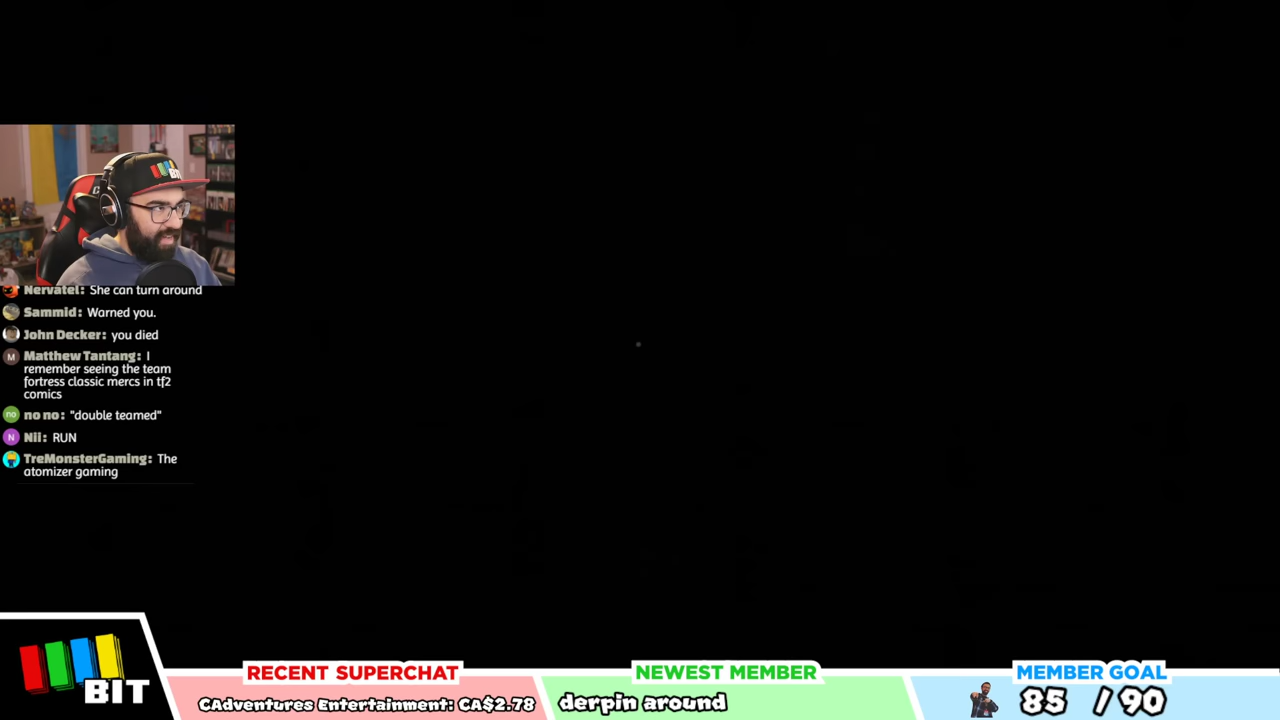 BIT
Nervatel: She can turn around
Sammid: Warned you.
John Decker: you died
M
Matthew Tantang: I
remember seeing the team
fortress classic mercs in tf2
comics
no
no no: "double teamed"
N
Nii: RUN
TreMonsterGaming: The
atomizer gaming
BIT
RECENT SUPERCHAT
CAdventures Entertainment: CA$2.78
NEWEST MEMBER
derpin around
MEMBER GOAL
85 / 90